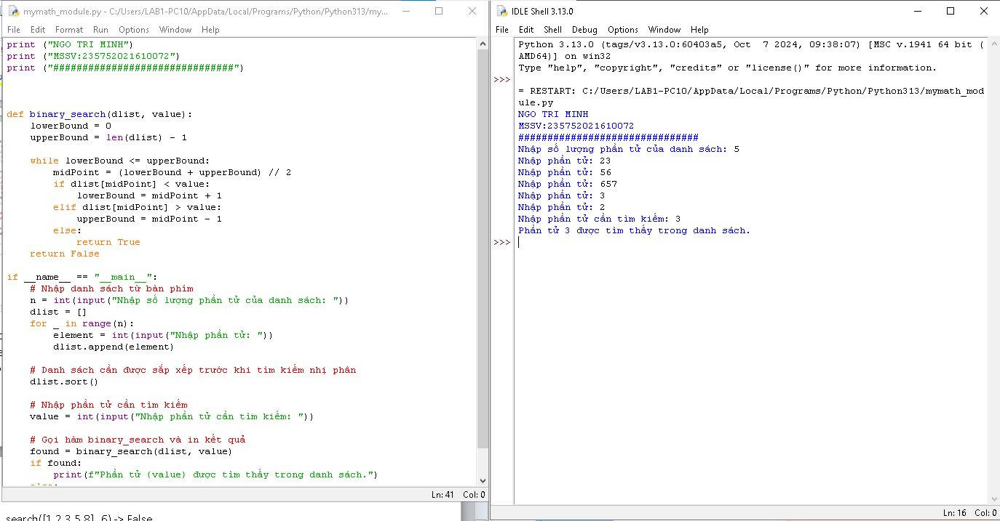 mymath_module.py - C:/Users/LAB1-PC10/AppData/Local/Programs/Python/Python313/my...
File Edit Format Run Options Window Help
print ("NGO TRI MINH")
print ("MSSV:235752021610072")
print ("###############################")
def binary_search(dlist, value):
    lowerBound = 0
    upperBound = len(dlist) - 1
    while lowerBound <= upperBound:
        midPoint = (lowerBound + upperBound) // 2
        if dlist[midPoint] < value:
            lowerBound = midPoint + 1
        elif dlist[midPoint] > value:
            upperBound = midPoint - 1
        else:
            return True
    return False
if __name__ == "__main__":
    # Nhập danh sách từ bàn phím
    n = int(input("Nhập số lượng phần tử của danh sách: "))
    dlist = []
    for _ in range(n):
        element = int(input("Nhập phần tử: "))
        dlist.append(element)
    # Danh sách cần được sắp xếp trước khi tìm kiếm nhị phân
    dlist.sort()
    # Nhập phần tử cần tìm kiếm
    value = int(input("Nhập phần tử cần tìm kiếm: "))
    # Gọi hàm binary_search và in kết quả
    found = binary_search(dlist, value)
    if found:
        print(f"Phần tử {value} được tìm thấy trong danh sách.")
Ln: 41 Col: 0
search([1,2,3,5,8], 6) -> False
IDLE Shell 3.13.0
File Edit Shell Debug Options Window Help
Python 3.13.0 (tags/v3.13.0:60403a5, Oct  7 2024, 09:38:07) [MSC v.1941 64 bit (
AMD64)] on win32
Type "help", "copyright", "credits" or "license()" for more information.
>>>
= RESTART: C:/Users/LAB1-PC10/AppData/Local/Programs/Python/Python313/mymath_mod
ule.py
NGO TRI MINH
MSSV:235752021610072
###############################
Nhập số lượng phần tử của danh sách: 5
Nhập phần tử: 23
Nhập phần tử: 56
Nhập phần tử: 657
Nhập phần tử: 3
Nhập phần tử: 2
Nhập phần tử cần tìm kiếm: 3
Phần tử 3 được tìm thấy trong danh sách.
>>>
Ln: 16 Col: 0